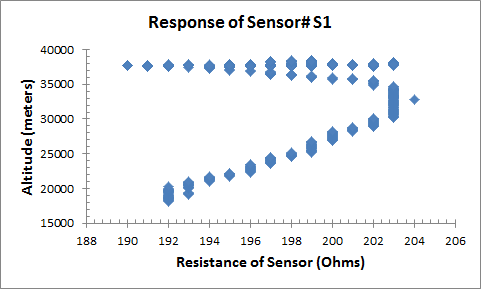 Response of Sensor# S1
40000
35000
30000
25000
20000
15000
Altitude (meters)
188 190 192 194 196 198 200 202 204 206
Resistance of Sensor (Ohms)